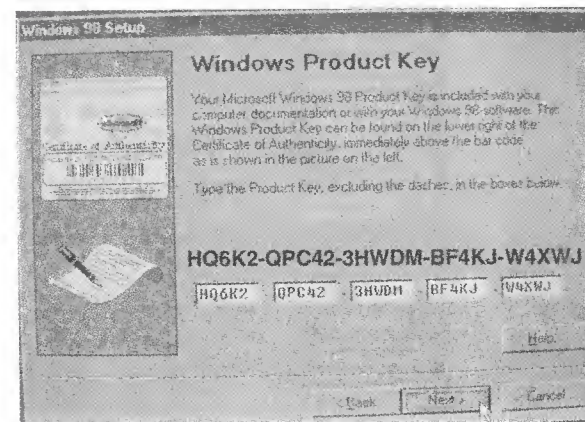 Windows 98 Setup
Windows Product Key
Your Microsoft Windows 98 Product Key is included with your
computer documentation or with your Windows 98 software. The
Windows Product Key can be found on the lower right of the
Certificate of Authenticity, immediately above the bar code
as is shown in the picture on the left.
Certificate of Authenticity
Type the Product Key, excluding the dashes, in the boxes below.
HQ6K2-QPC42-3HWDM-BF4KJ-W4XWJ
HQ6K2 - QPC42 - 3HWDM - BF4KJ - W4XWJ
Help
< Back Next > Cancel